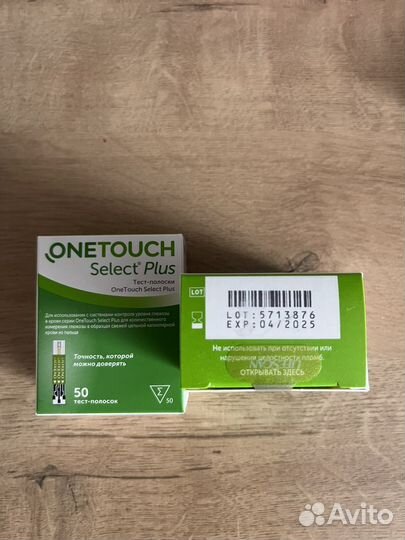 ONETOUCH
Select® Plus
Тест-полоски
OneTouch Select Plus
Для использования с системами контроля уровня глюкозы
в крови серии OneTouch Select Plus для количественного
измерения глюкозы в образцах свежей цельной капиллярной
крови из пальца
Точность, которой
можно доверять
50
тест-полосок
Σ
50
LOT
LOT:5713876
EXP:04/2025
Не использовать при отсутствии или
нарушении целостности пломб.
ОТКРЫВАТЬ ЗДЕСЬ
Avito